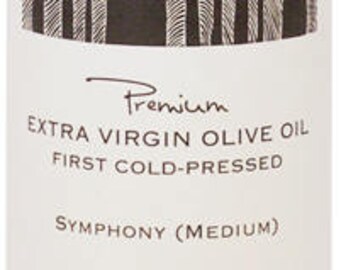 Premium
EXTRA VIRGIN OLIVE OIL
FIRST COLD-PRESSED
SYMPHONY (MEDIUM)